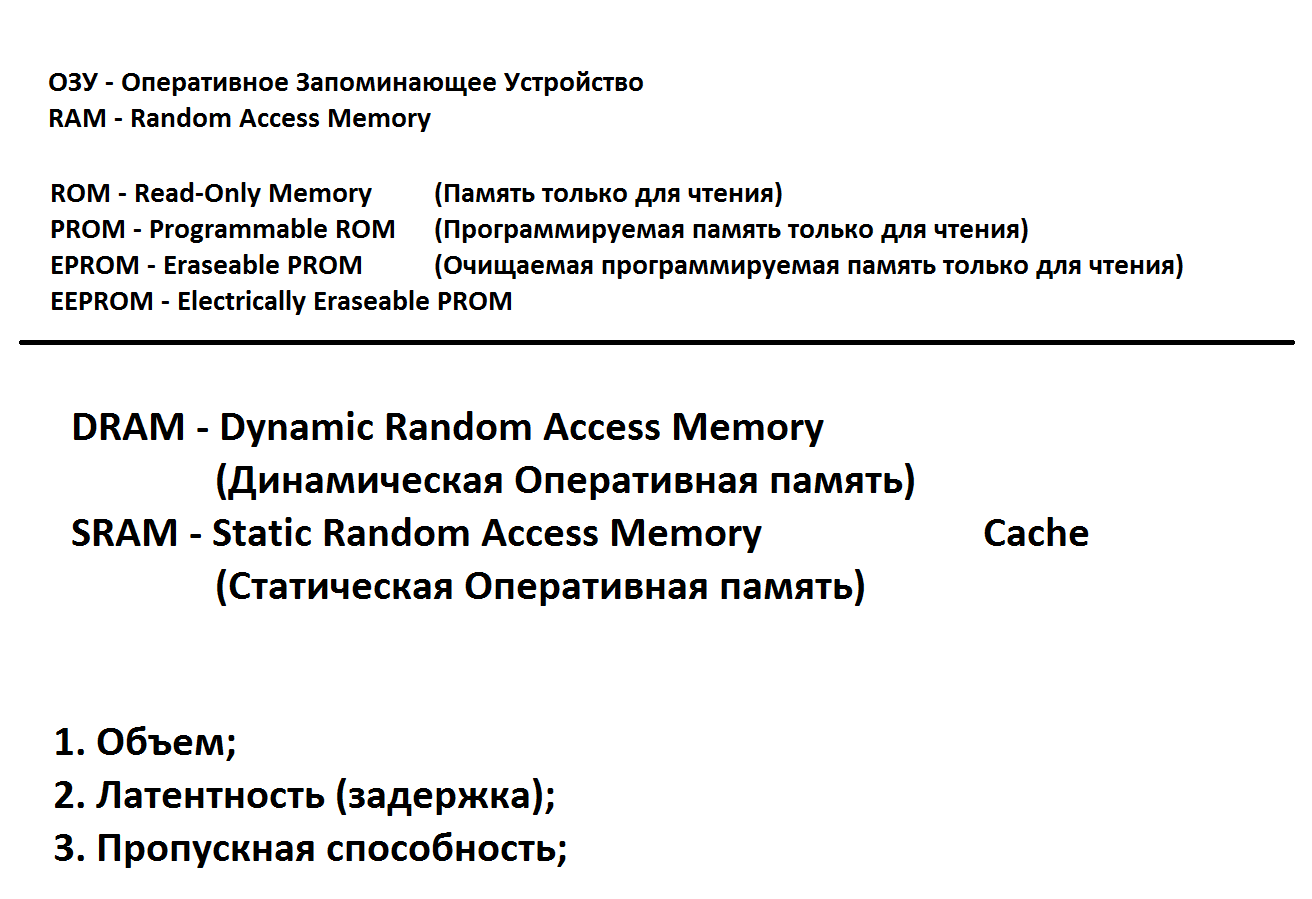 ОЗУ - Оперативное Запоминающее Устройство
RAM - Random Access Memory
ROM - Read-Only Memory (Память только для чтения)
PROM - Programmable ROM (Программируемая память только для чтения)
EPROM - Eraseable PROM (Очищаемая программируемая память только для чтения)
EEPROM - Electrically Eraseable PROM
DRAM - Dynamic Random Access Memory
(Динамическая Оперативная память)
SRAM - Static Random Access Memory Cache
(Статическая Оперативная память)
1. Объем;
2. Латентность (задержка);
3. Пропускная способность;